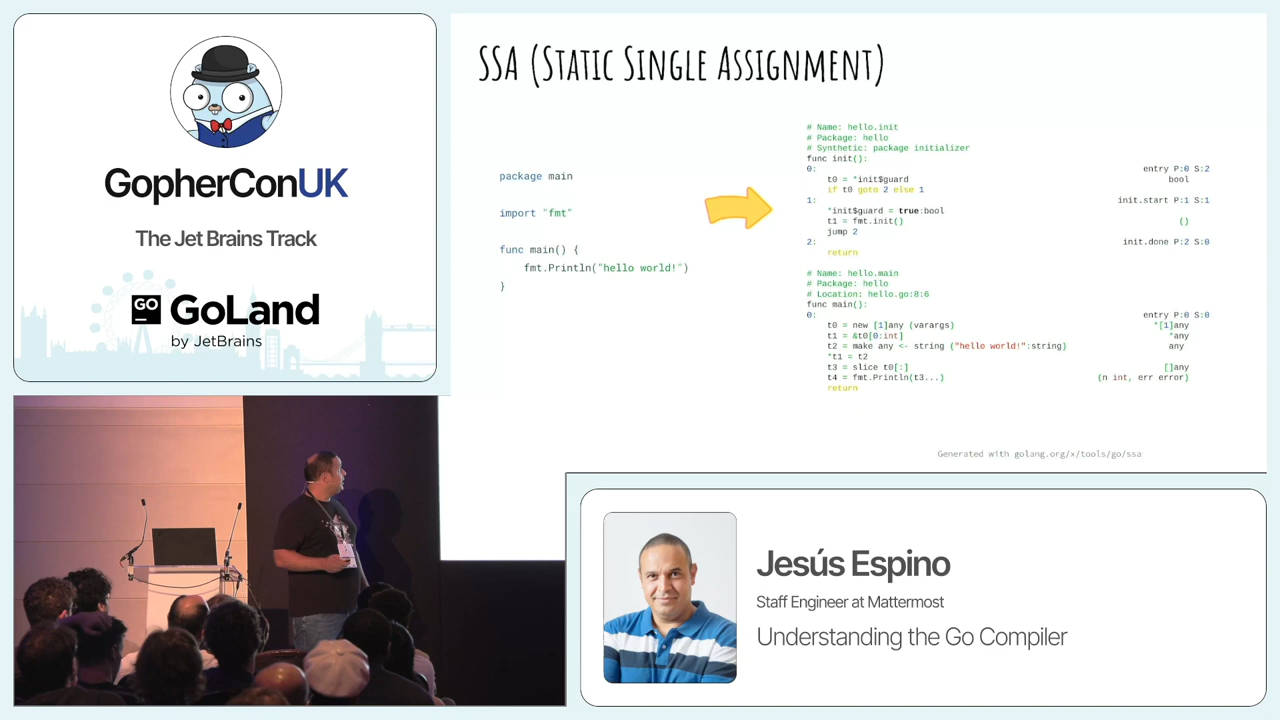 GopherConUK
The Jet Brains Track
GO GoLand
by JetBrains
SSA (Static Single Assignment)
package main
import "fmt"
func main() {
fmt.Println("hello world!")
}
# Name: hello.init
# Package: hello
# Synthetic: package initializer
func init():
0: entry P:0 S:2
t0 = *init$guard bool
if t0 goto 2 else 1
1: init.start P:1 S:1
*init$guard = true:bool
t1 = fmt.init() ()
jump 2
2: init.done P:2 S:0
return
# Name: hello.main
# Package: hello
# Location: hello.go:8:6
func main():
0: entry P:0 S:0
t0 = new [1]any (varargs) *[1]any
t1 = &t0[0:int] *any
t2 = make any <- string ("hello world!":string) any
*t1 = t2
t3 = slice t0[:] []any
t4 = fmt.Println(t3...) (n int, err error)
return
Generated with golang.org/x/tools/go/ssa
Jesús Espino
Staff Engineer at Mattermost
Understanding the Go Compiler